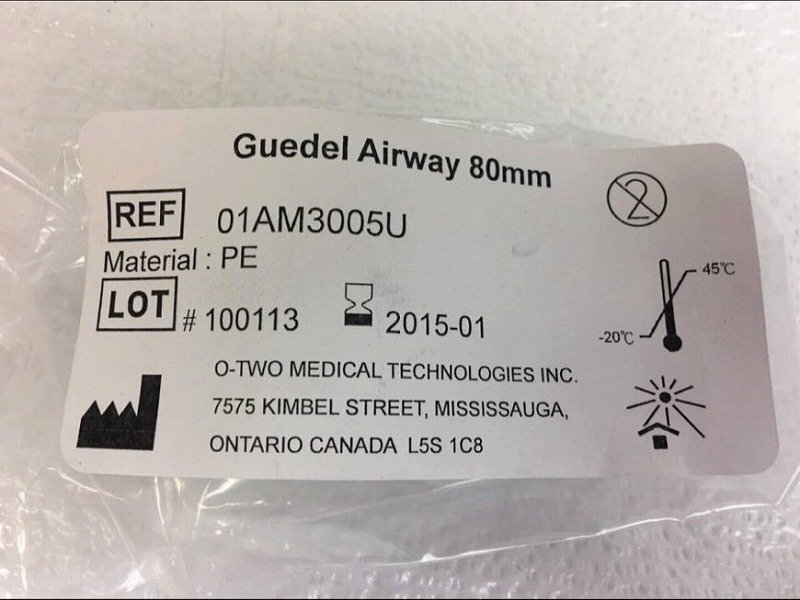 Guedel Airway 80mm
2
REF 01AM3005U
Material : PE
45℃
LOT # 100113 2015-01
-20℃
O-TWO MEDICAL TECHNOLOGIES INC.
7575 KIMBEL STREET, MISSISSAUGA,
ONTARIO CANADA L5S 1C8